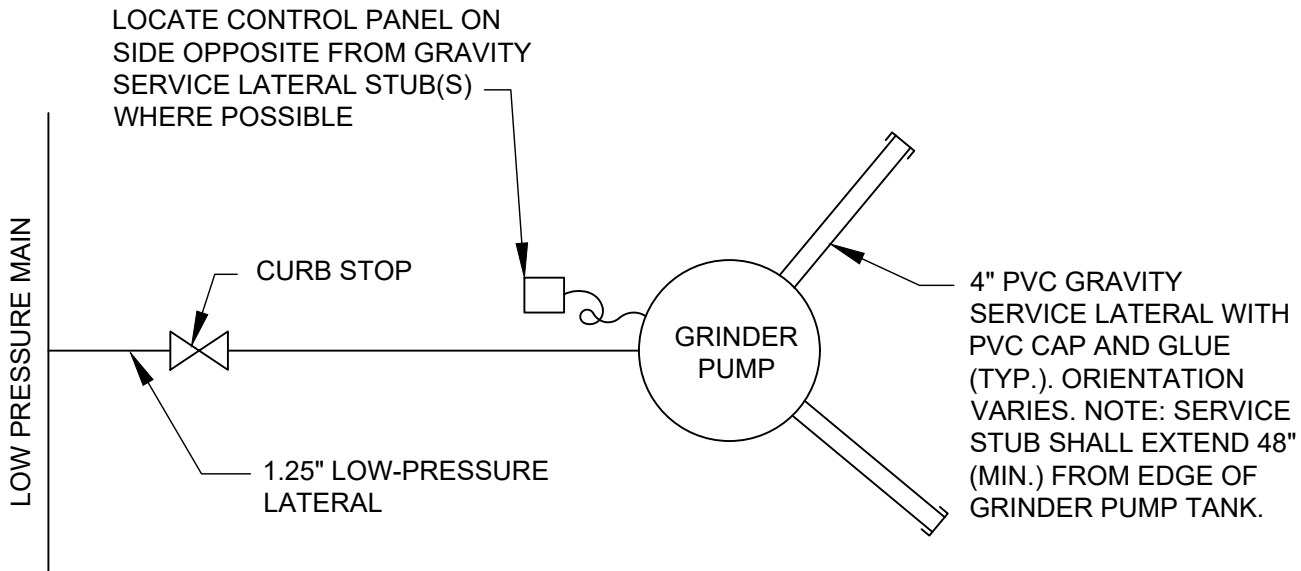 LOCATE CONTROL PANEL ON
SIDE OPPOSITE FROM GRAVITY
SERVICE LATERAL STUB(S)
WHERE POSSIBLE
LOW PRESSURE MAIN
CURB STOP
1.25" LOW-PRESSURE
LATERAL
GRINDER
PUMP
4" PVC GRAVITY
SERVICE LATERAL WITH
PVC CAP AND GLUE
(TYP.). ORIENTATION
VARIES. NOTE: SERVICE
STUB SHALL EXTEND 48"
(MIN.) FROM EDGE OF
GRINDER PUMP TANK.